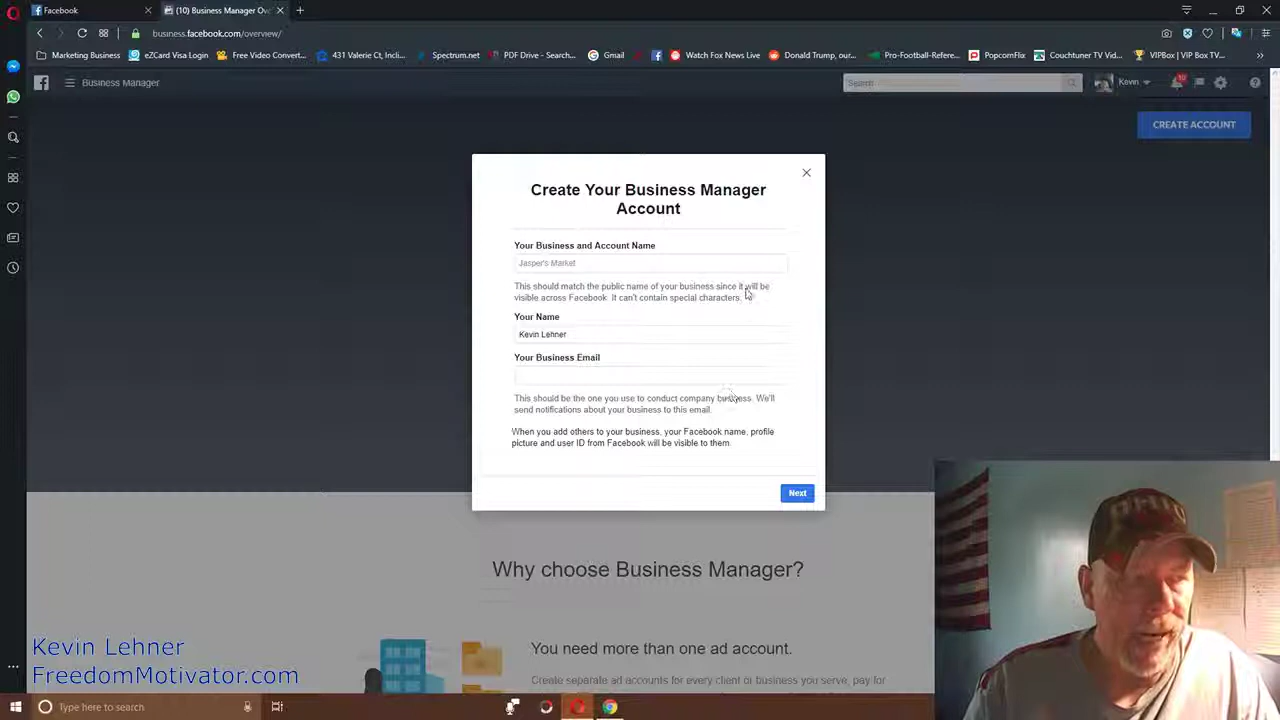 Facebook
(10) Business Manager Ov
business.facebook.com/overview/
Marketing Business
eZCard Visa Login
Free Video Convert...
431 Valerie Ct, Incli...
Spectrum.net
PDF Drive - Search...
Gmail
Watch Fox News Live
Donald Trump, our...
Pro-Football-Refere...
PopcornFlix
Couchtuner TV Vid...
VIPBox | VIP Box TV...
Business Manager
Search
Kevin
10
CREATE ACCOUNT
Create Your Business Manager
Account
Your Business and Account Name
Jasper's Market
This should match the public name of your business since it will be
visible across Facebook. It can't contain special characters.
Your Name
Kevin Lehner
Your Business Email
This should be the one you use to conduct company business. We'll
send notifications about your business to this email.
When you add others to your business, your Facebook name, profile
picture and user ID from Facebook will be visible to them.
Next
Why choose Business Manager?
You need more than one ad account.
Create separate ad accounts for every client or business you serve, pay for
Kevin Lehner
FreedomMotivator.com
Type here to search